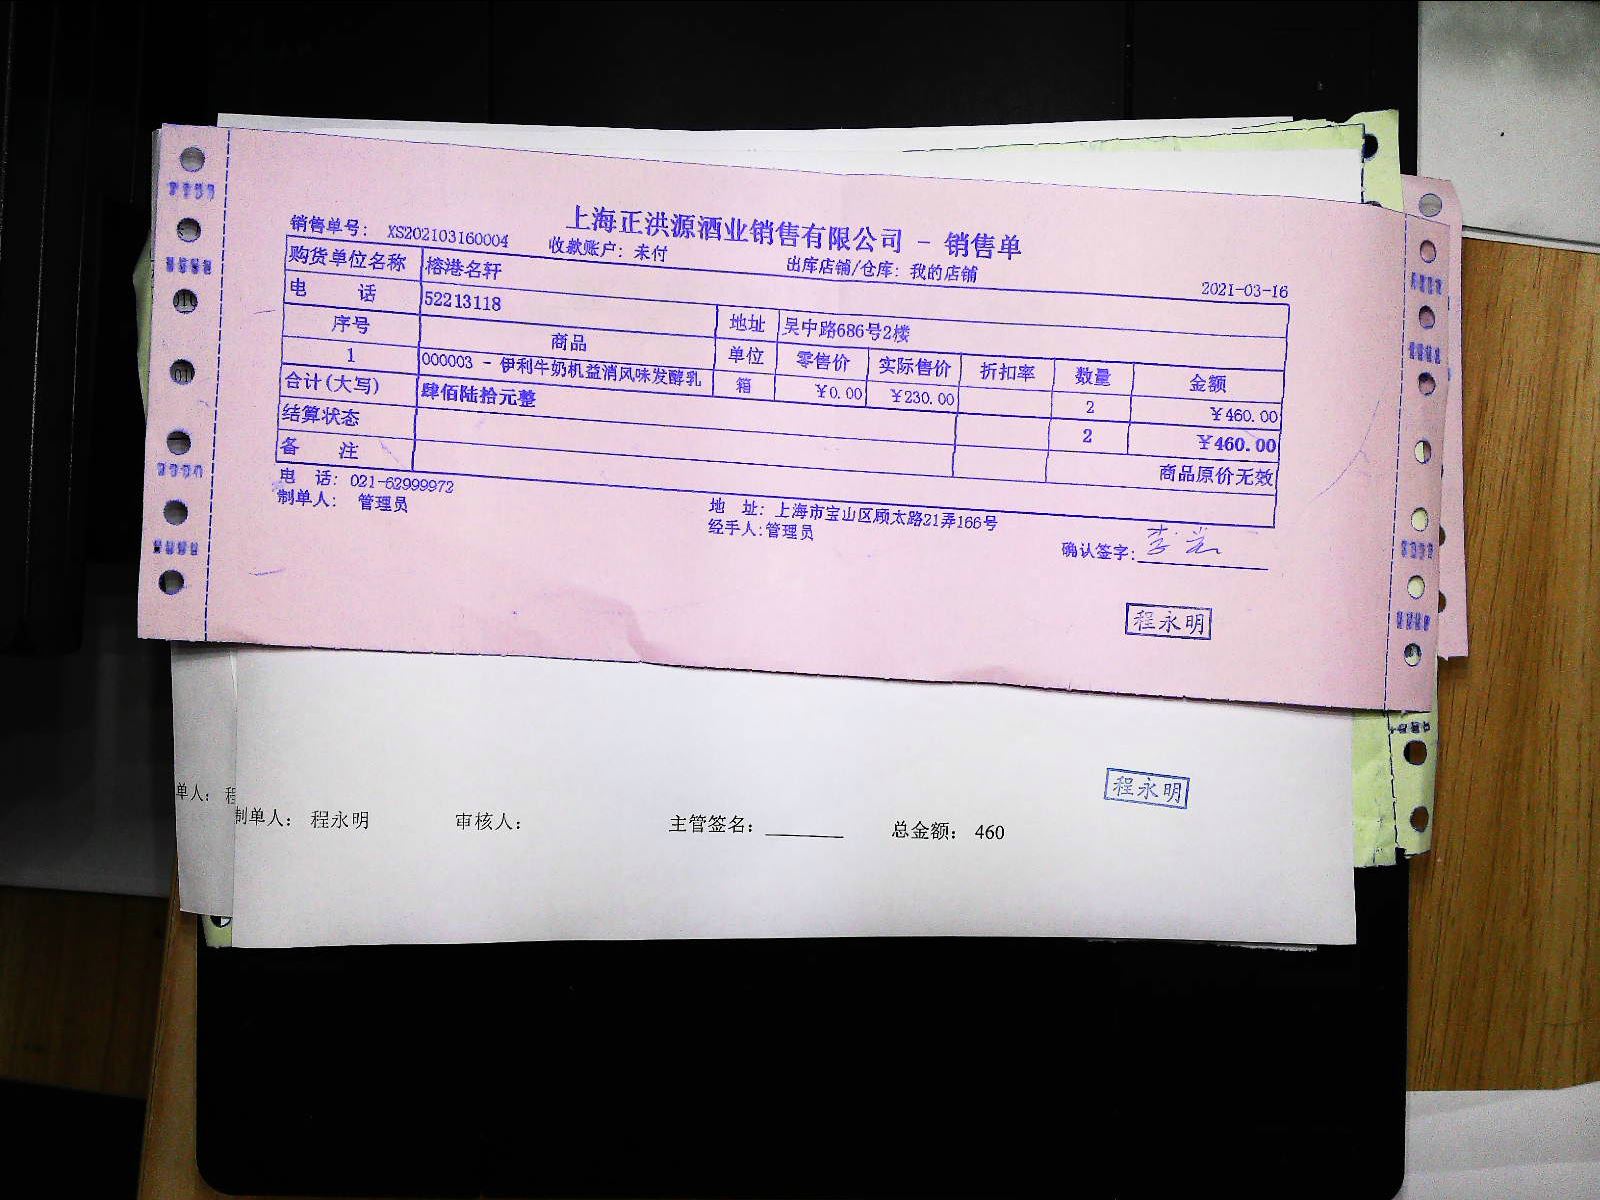 上海正洪源酒业销售有限公司 - 销售单
销售单号： XS202103160004 收款账户：未付 出库店铺/仓库：我的店铺 2021-03-16
购货单位名称 榕港名轩
电 话 52213118 地址 吴中路686号2楼
序号 商品 单位 零售价 实际售价 折扣率 数量 金额
1 000003 - 伊利牛奶机益消风味发酵乳 箱 ￥0.00 ￥230.00 2 ￥460.00
合计(大写) 肆佰陆拾元整 2 ￥460.00
结算状态 商品原价无效
备 注
电 话：021-62999972 地 址：上海市宝山区顾太路21弄166号
制单人： 管理员 经手人：管理员 确认签字：
程永明
程永明
单人： 程
制单人： 程永明 审核人： 主管签名：________ 总金额： 460